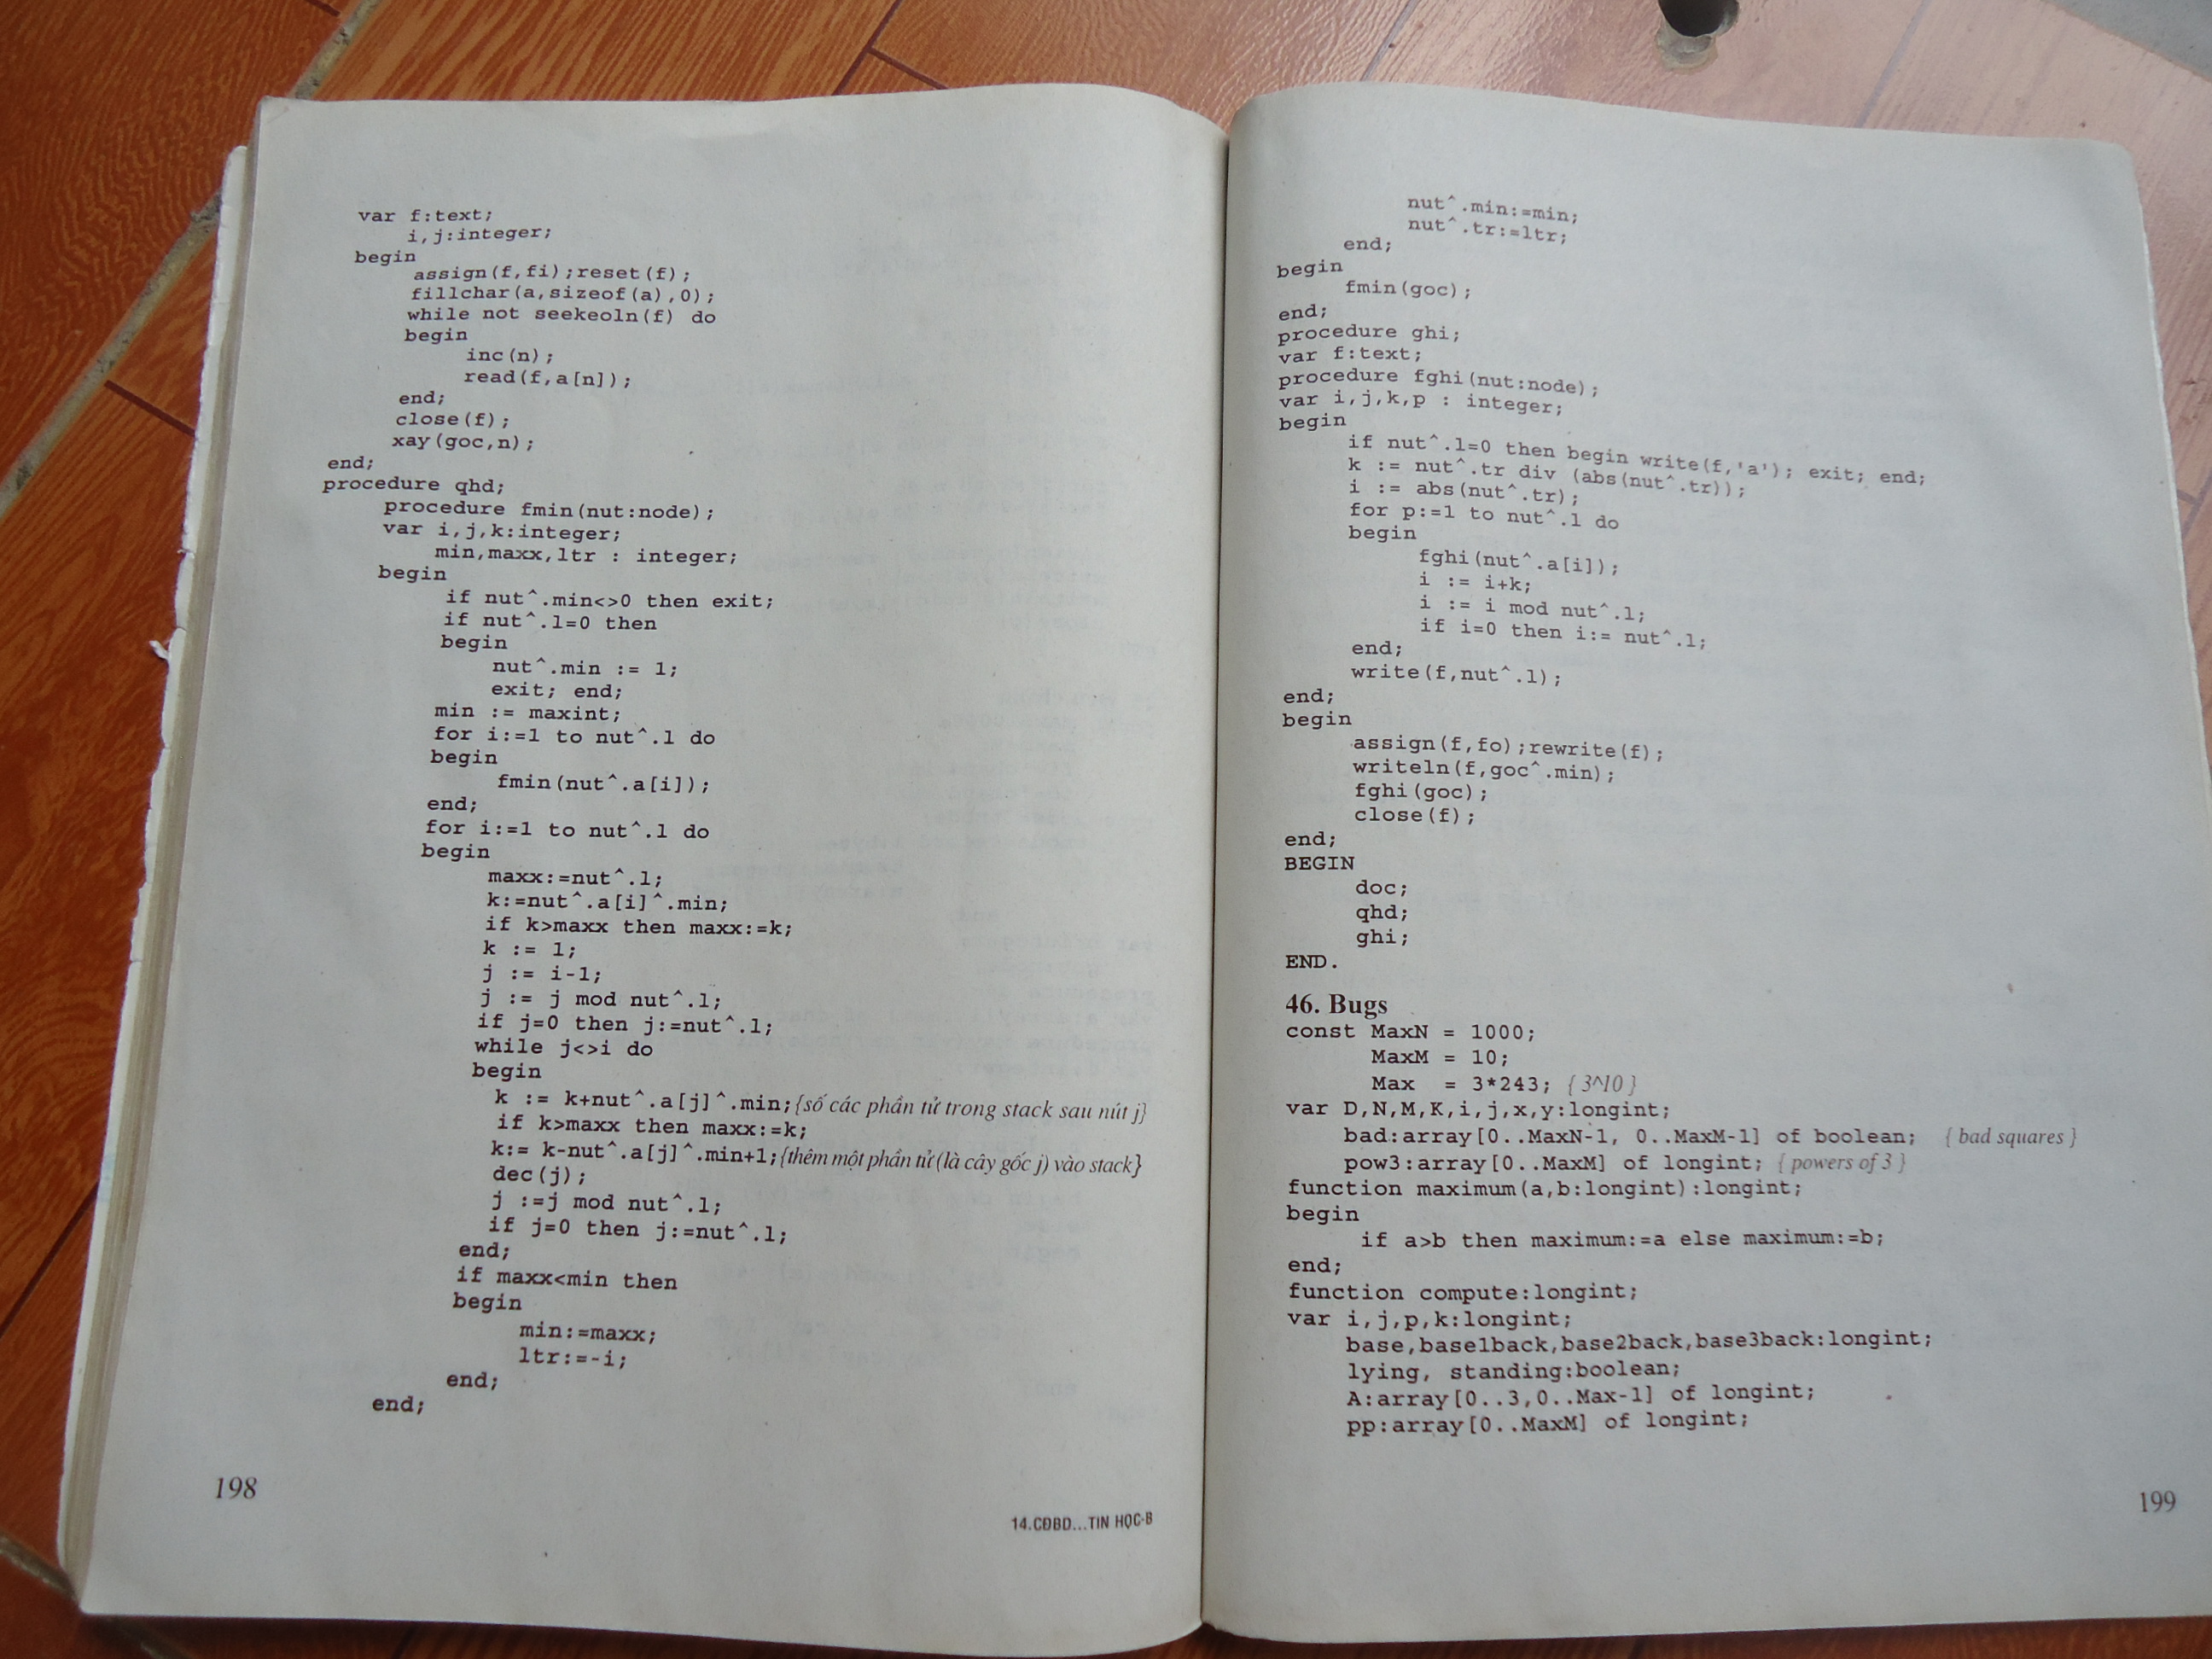 var f:text;
i,j:integer;
begin
assign(f,fi);reset(f);
fillchar(a,sizeof(a),0);
while not seekeoln(f) do
begin
inc(n);
read(f,a[n]);
end;
close(f);
xay(goc,n);
end;
procedure qhd;
procedure fmin(nut:node);
var i,j,k:integer;
min,maxx,ltr : integer;
begin
if nut^.min<>0 then exit;
if nut^.l=0 then
begin
nut^.min := 1;
exit; end;
min := maxint;
for i:=1 to nut^.l do
begin
fmin(nut^.a[i]);
end;
for i:=1 to nut^.l do
begin
maxx:=nut^.l;
k:=nut^.a[i]^.min;
if k>maxx then maxx:=k;
k := 1;
j := i-1;
j := j mod nut^.l;
if j=0 then j:=nut^.l;
while j<>i do
begin
k := k+nut^.a[j]^.min;{số các phần tử trong stack sau nút j}
if k>maxx then maxx:=k;
k:= k-nut^.a[j]^.min+1;{thêm một phần tử (là cây gốc j) vào stack}
dec(j);
j :=j mod nut^.l;
if j=0 then j:=nut^.l;
end;
if maxx<min then
begin
min:=maxx;
ltr:=-i;
end;
end;
198
14.CĐBD...TIN HỌC-B
nut^.min:=min;
nut^.tr:=ltr;
end;
begin
fmin(goc);
end;
procedure ghi;
var f:text;
procedure fghi(nut:node);
var i,j,k,p : integer;
begin
if nut^.l=0 then begin write(f,'a'); exit; end;
k := nut^.tr div (abs(nut^.tr));
i := abs(nut^.tr);
for p:=1 to nut^.l do
begin
fghi(nut^.a[i]);
i := i+k;
i := i mod nut^.l;
if i=0 then i:= nut^.l;
end;
write(f,nut^.l);
end;
begin
assign(f,fo);rewrite(f);
writeln(f,goc^.min);
fghi(goc);
close(f);
end;
BEGIN
doc;
qhd;
ghi;
END.
46. Bugs
const MaxN = 1000;
MaxM = 10;
Max = 3*243; { 3^10 }
var D,N,M,K,i,j,x,y:longint;
bad:array[0..MaxN-1, 0..MaxM-1] of boolean; { bad squares }
pow3:array[0..MaxM] of longint; { powers of 3 }
function maximum(a,b:longint):longint;
begin
if a>b then maximum:=a else maximum:=b;
end;
function compute:longint;
var i,j,p,k:longint;
base,base1back,base2back,base3back:longint;
lying, standing:boolean;
A:array[0..3,0..Max-1] of longint;
pp:array[0..MaxM] of longint;
199